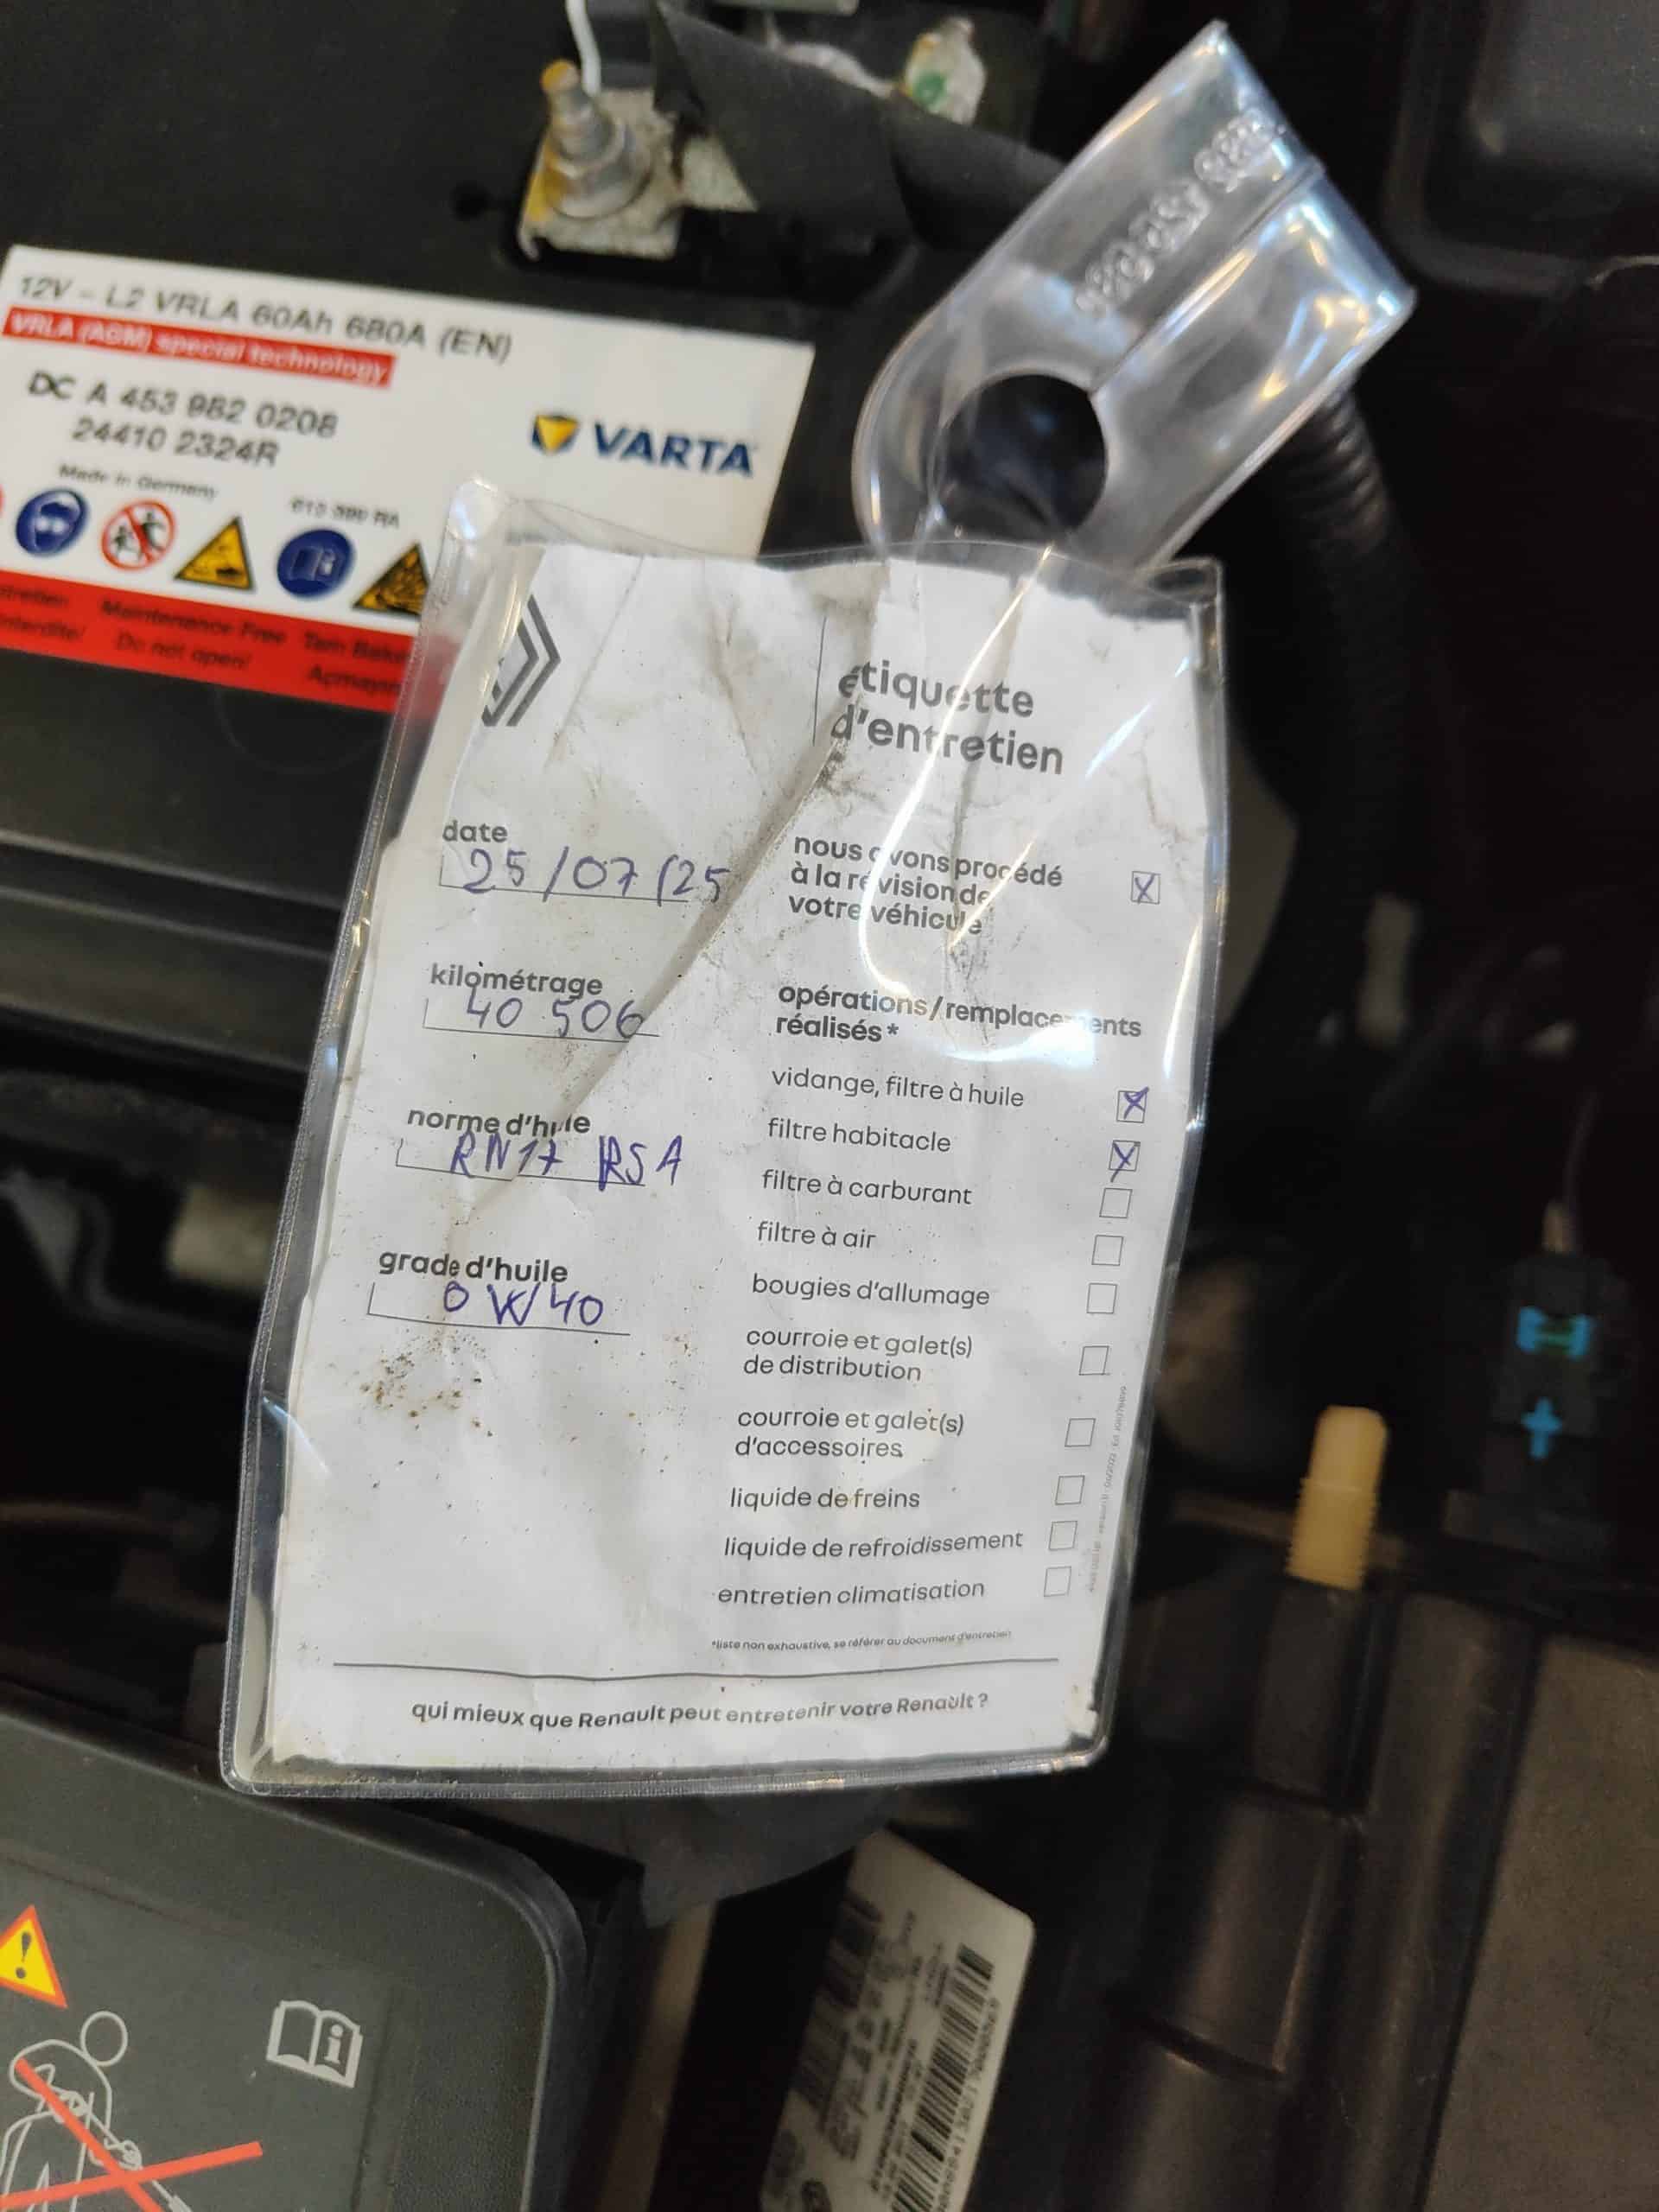 12V - L2 VRLA 60Ah 680A (EN)
VRLA (AGM) special technology
DC A 453 982 0208
24410 2324R
Made in Germany
VARTA
Maintenance Free
Do not open!
étiquette
d'entretien
date
25/07/25
kilométrage
40 506
norme d'huile
RN17 RSA
grade d'huile
0W40
nous avons procédé
à la révision de
votre véhicule
opérations/remplacements
réalisés*
vidange, filtre à huile
filtre habitacle
filtre à carburant
filtre à air
bougies d'allumage
courroie et galet(s)
de distribution
courroie et galet(s)
d'accessoires
liquide de freins
liquide de refroidissement
entretien climatisation
*liste non exhaustive, se référer au document d'entretien
qui mieux que Renault peut entretenir votre Renault ?